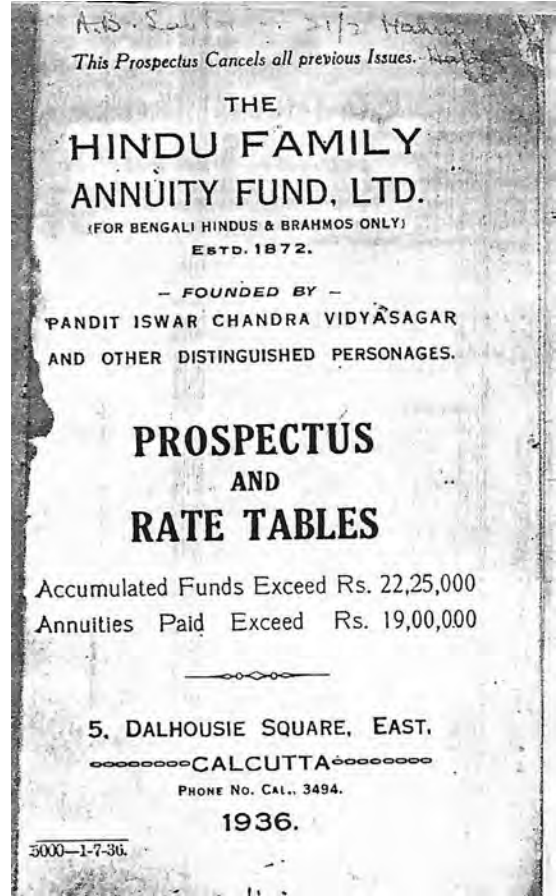 A.B.
This Prospectus Cancels all previous Issues.
THE
HINDU FAMILY
ANNUITY FUND, LTD.
(FOR BENGALI HINDUS & BRAHMOS ONLY)
ESTD. 1872.
– FOUNDED BY –
PANDIT ISWAR CHANDRA VIDYASAGAR
AND OTHER DISTINGUISHED PERSONAGES.
PROSPECTUS
AND
RATE TABLES
Accumulated Funds Exceed Rs. 22,25,000
Annuities Paid Exceed Rs. 19,00,000
5, DALHOUSIE SQUARE, EAST,
CALCUTTA
PHONE NO. CAL., 3494.
1936.
5000—1-7-36.